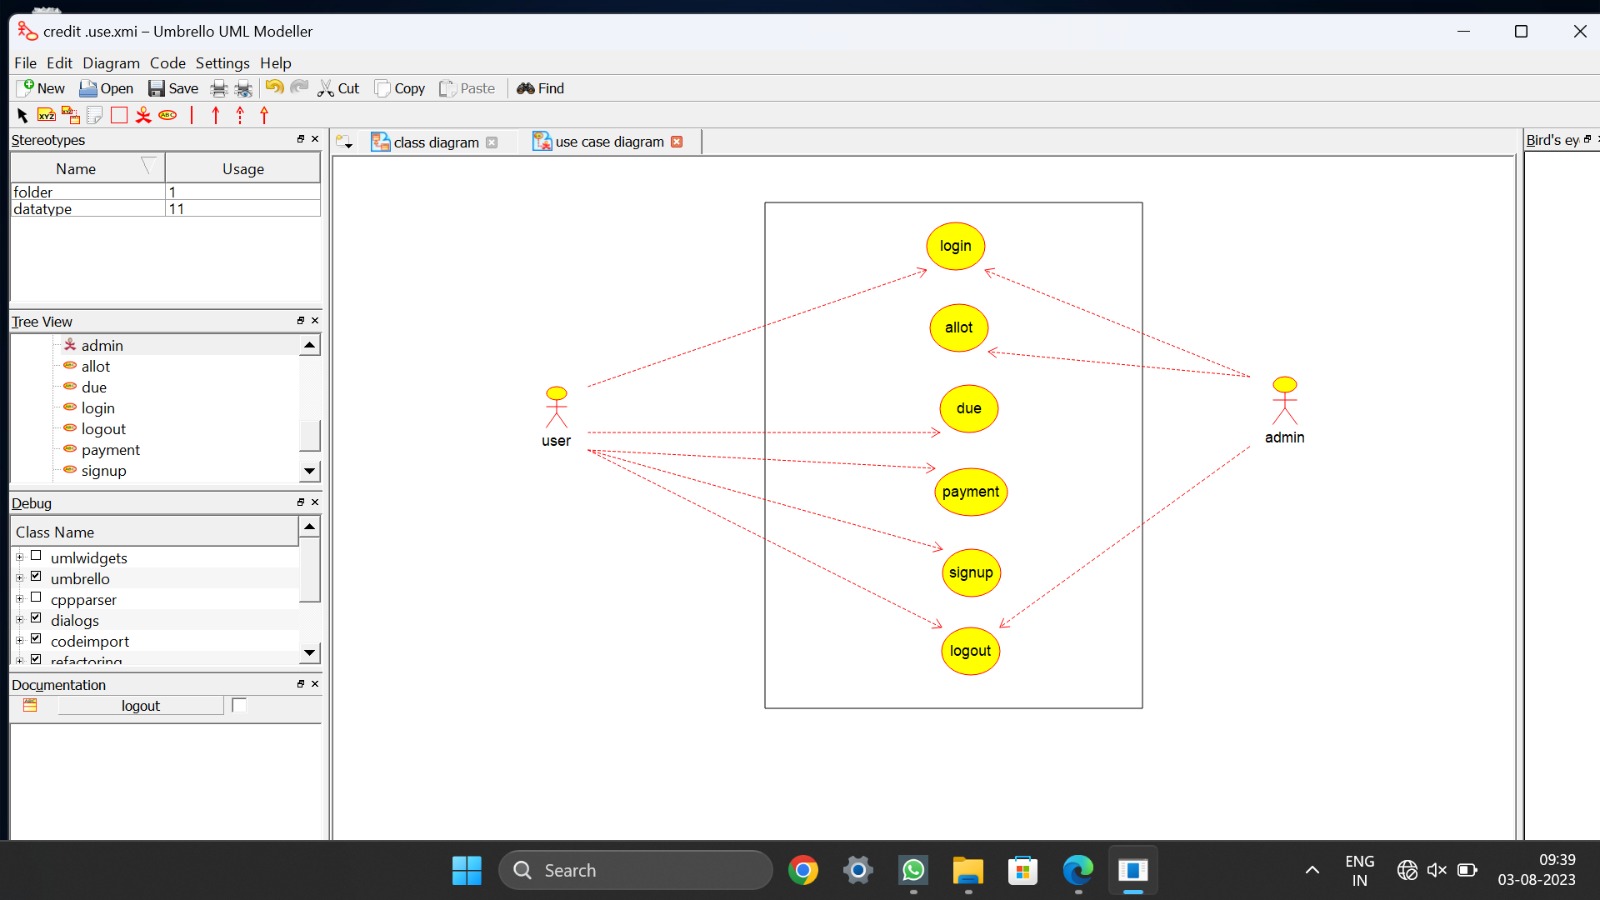 credit .use.xmi – Umbrello UML Modeller
File Edit Diagram Code Settings Help
New Open Save Cut Copy Paste Find
XYZ ABC
Stereotypes
Name Usage
folder 1
datatype 11
Tree View
admin
allot
due
login
logout
payment
signup
Debug
Class Name
umlwidgets
umbrello
cppparser
dialogs
codeimport
refactoring
Documentation
logout
class diagram
use case diagram
login
allot
due
payment
signup
logout
user
admin
Bird's ey
Search
ENG
IN
09:39
03-08-2023